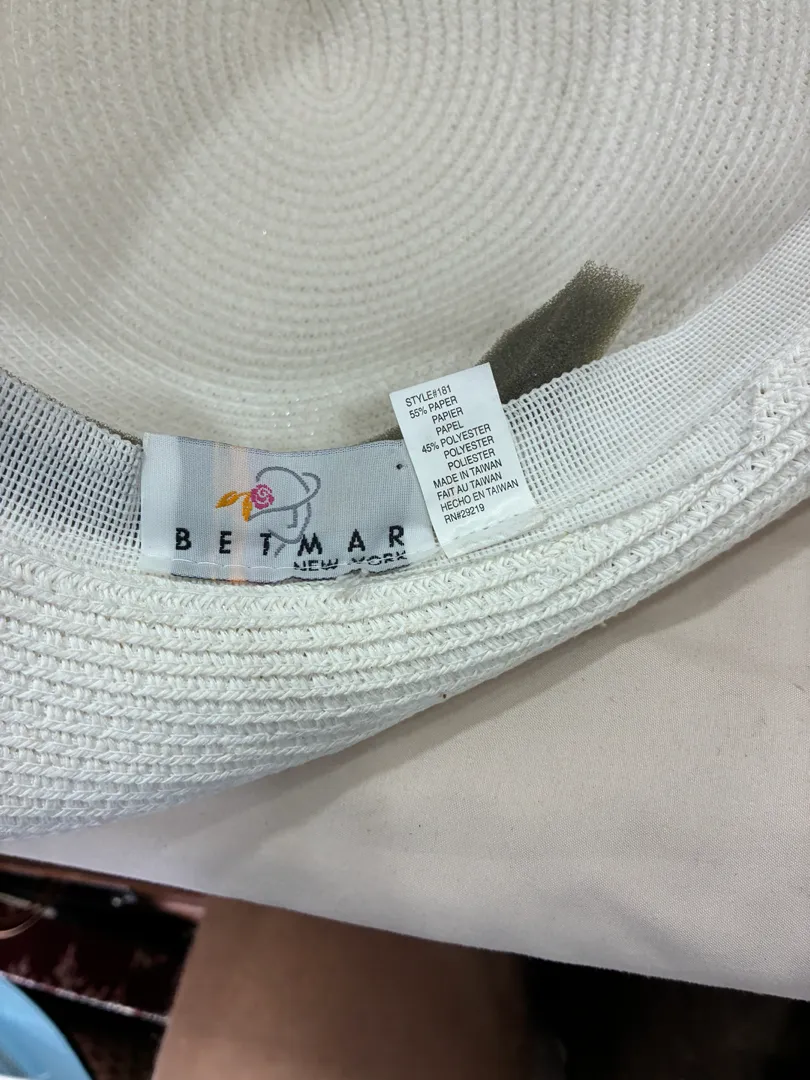 BETMAR
NEW YORK
STYLE#181
55% PAPER
PAPIER
PAPEL
45% POLYESTER
POLYESTER
POLIESTER
MADE IN TAIWAN
FAIT AU TAIWAN
HECHO EN TAIWAN
RN#29219